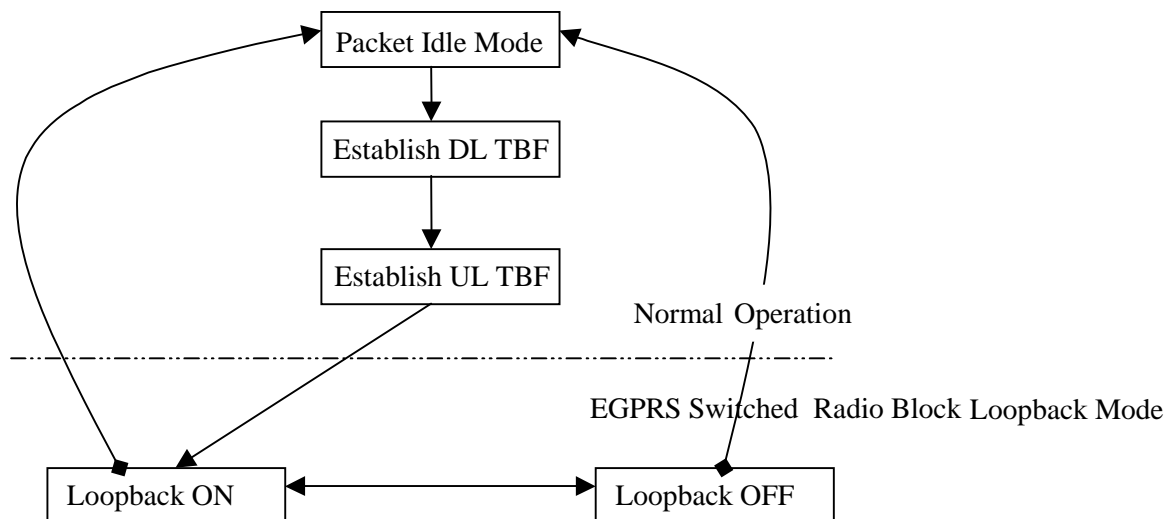 Packet Idle Mode
Establish DL TBF
Establish UL TBF
Normal Operation
EGPRS Switched Radio Block Loopback Mode
Loopback ON
Loopback OFF